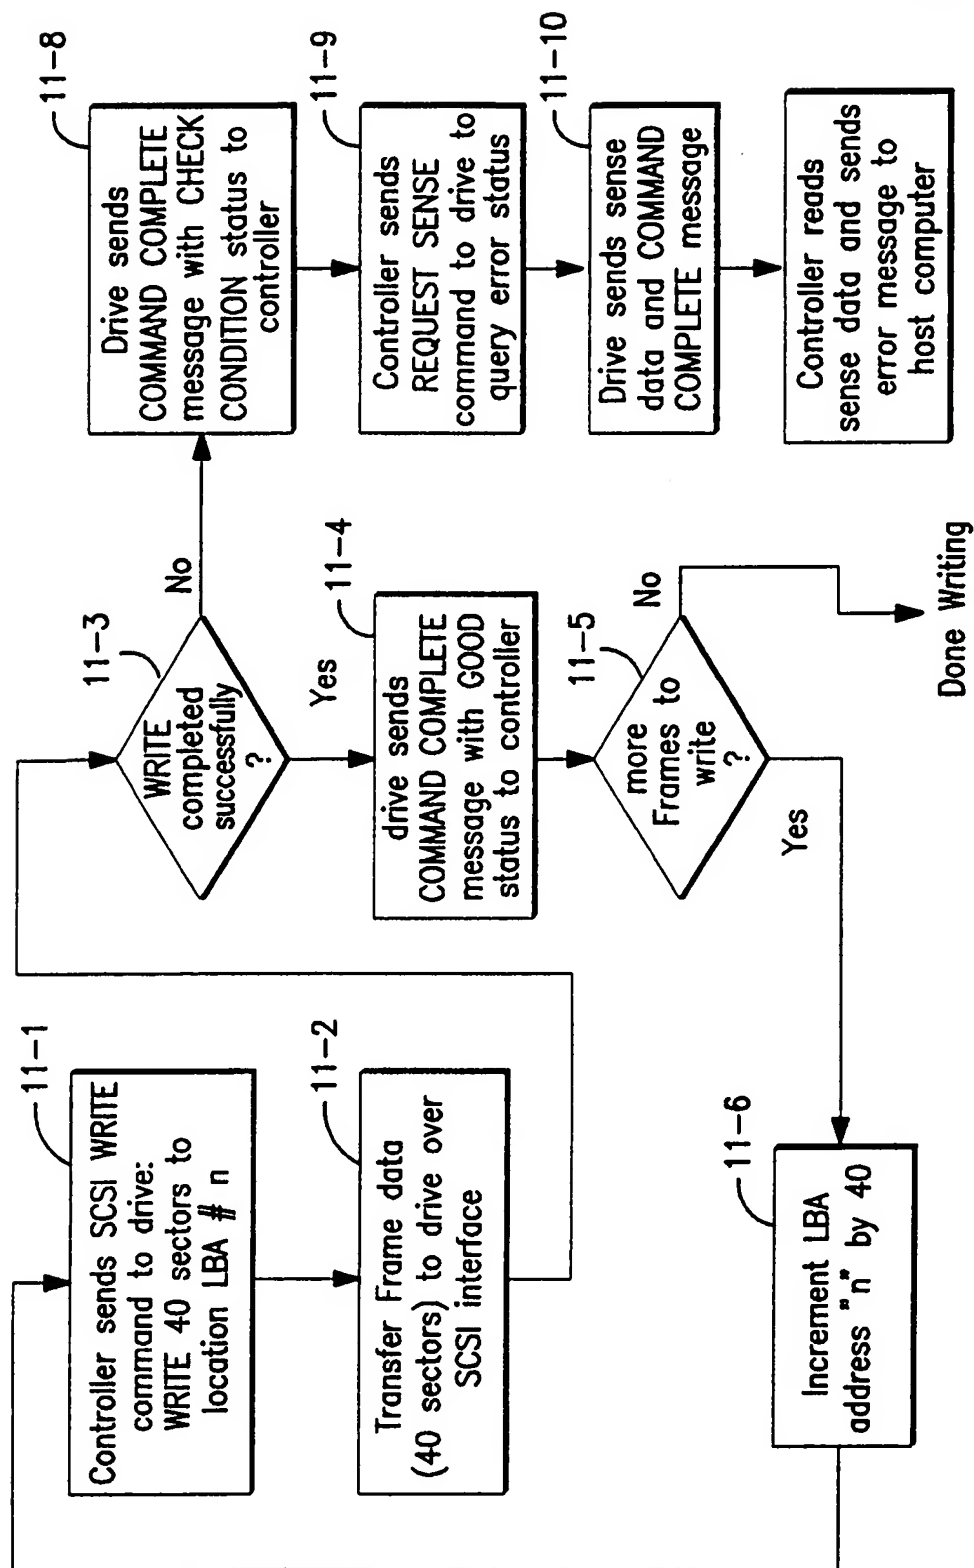 11-1
Controller sends SCSI WRITE
command to drive:
WRITE 40 sectors to
location LBA # n
11-2
Transfer Frame data
(40 sectors) to drive over
SCSI interface
11-3
WRITE
completed
successfully
?
No
Yes
11-4
drive sends
COMMAND COMPLETE
message with GOOD
status to controller
11-5
more
Frames to
write
?
No
Yes
Done Writing
11-6
Increment LBA
address "n" by 40
11-8
Drive sends
COMMAND COMPLETE
message with CHECK
CONDITION status to
controller
11-9
Controller sends
REQUEST SENSE
command to drive to
query error status
11-10
Drive sends sense
data and COMMAND
COMPLETE message
Controller reads
sense data and sends
error message to
host computer